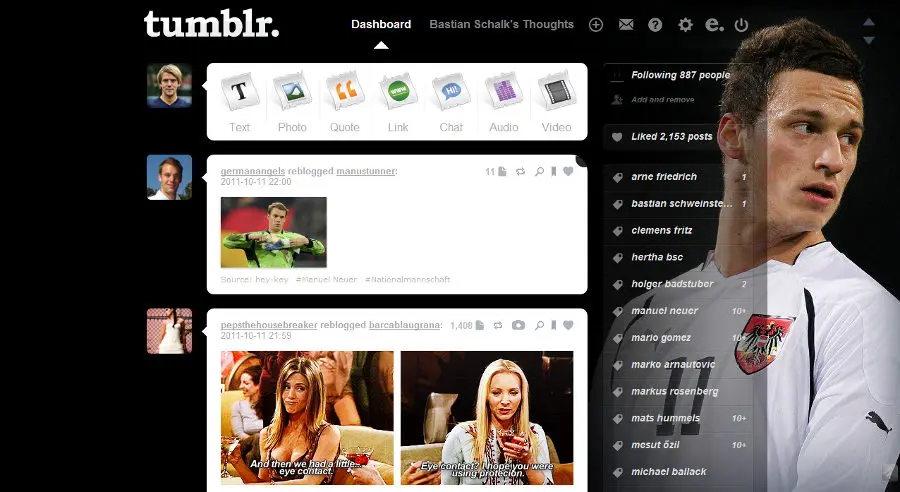 tumblr.
Dashboard
Bastian Schalk's Thoughts
Text
Photo
Quote
Link
Chat
Audio
Video
germanangels reblogged manustunner:
2011-10-11 22:00
11
Source: hey-key #Manuel Neuer #Nationalmannschaft
pepsthehousebreaker reblogged barcablaugrana:
2011-10-11 21:59
1,408
And then we had a little...
eye contact.
Eye contact? I hope you were
using protecion.
Following 887 people
Add and remove
Liked 2,153 posts
arne friedrich 1
bastian schweinste... 1
clemens fritz
hertha bsc
holger badstuber 2
manuel neuer 10+
mario gomez 10+
marko arnautovic
markus rosenberg
mats hummels 10+
mesut özil 10+
michael ballack
11